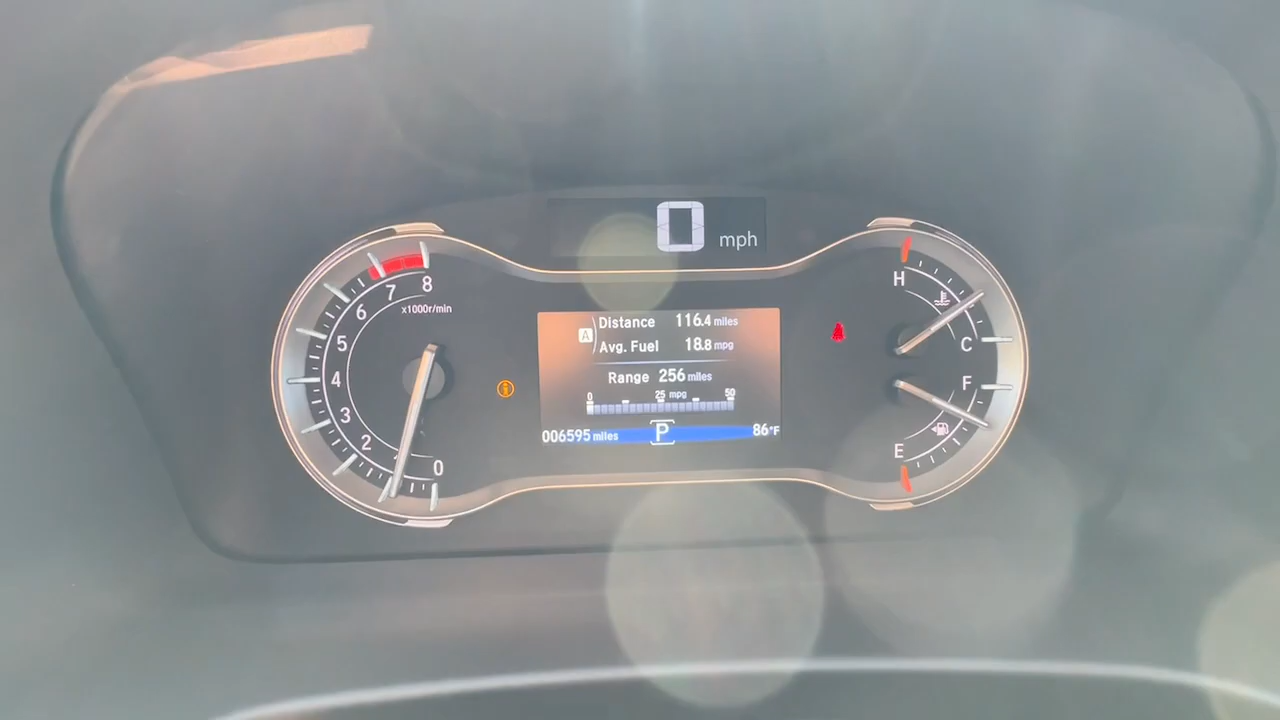 0 mph
8
7
6
5
4
3
2
0
x1000r/min
A
Distance 116.4 miles
Avg. Fuel 18.8 mpg
Range 256 miles
0 25 mpg 50
006595 miles P 86°F
H
C
F
E